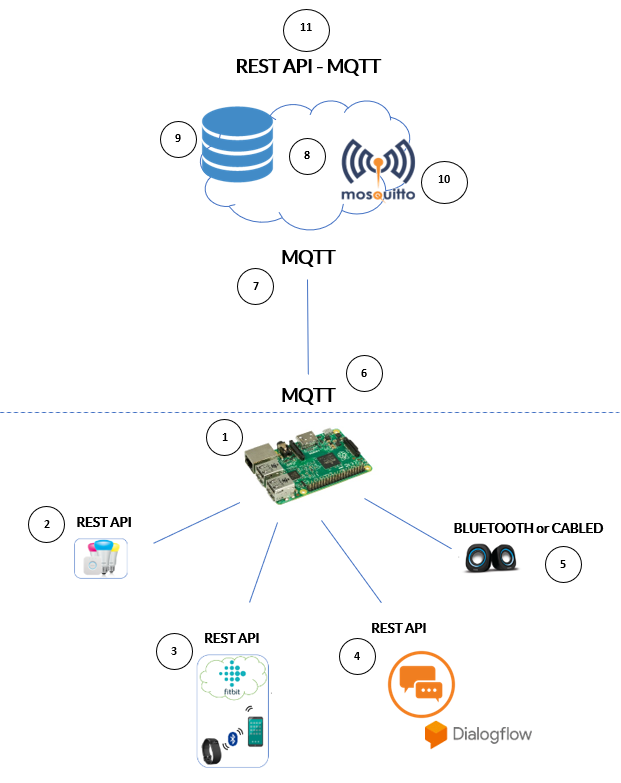 11
REST API - MQTT
9
8
10
mosquitto
MQTT
7
6
MQTT
1
2
REST API
BLUETOOTH or CABLED
5
3
REST API
4
REST API
fitbit
Dialogflow